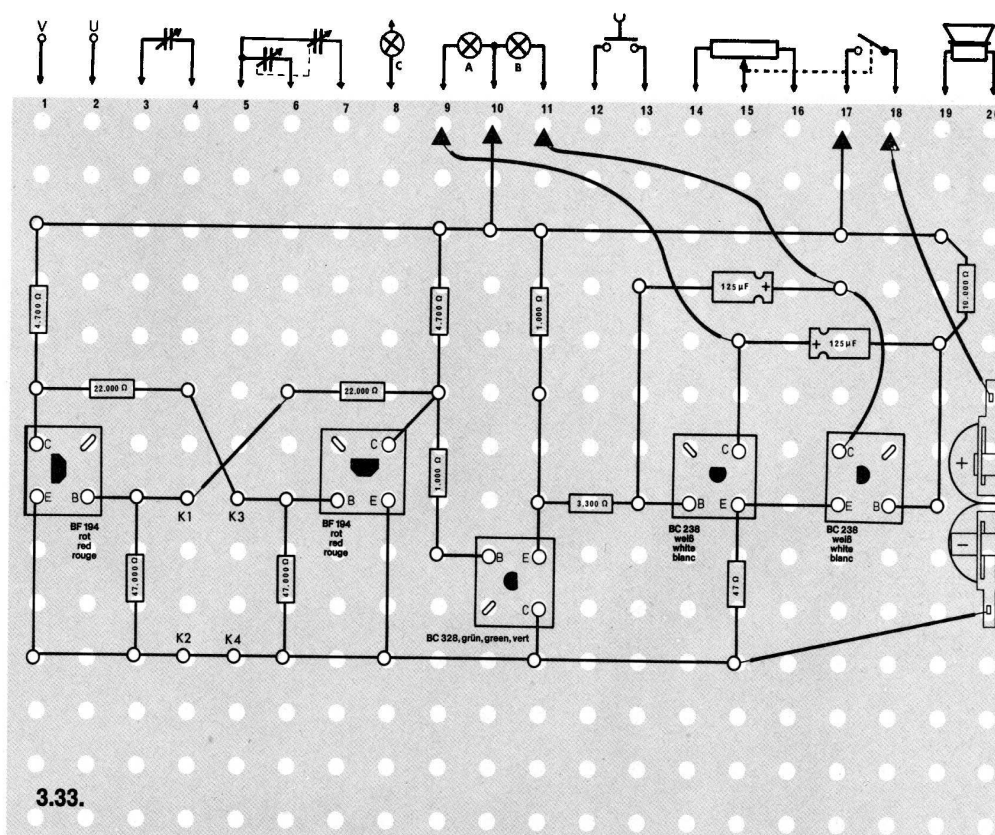 V U
C A B
1 2 3 4 5 6 7 8 9 10 11 12 13 14 15 16 17 18 19 20
4.700 Ω
4.700 Ω
1.000 Ω
125 µF
+
10.000 Ω
+ 125 µF
22.000 Ω
22.000 Ω
C
E B
BF 194
rot
red
rouge
K1 K3
C
B E
BF 194
rot
red
rouge
1.000 Ω
3.300 Ω
C
B E
BC 238
weiß
white
blanc
C
E B
BC 238
weiß
white
blanc
+
−
47.000 Ω
47.000 Ω
B E
C
BC 328, grün, green, vert
47 Ω
K2 K4
3.33.